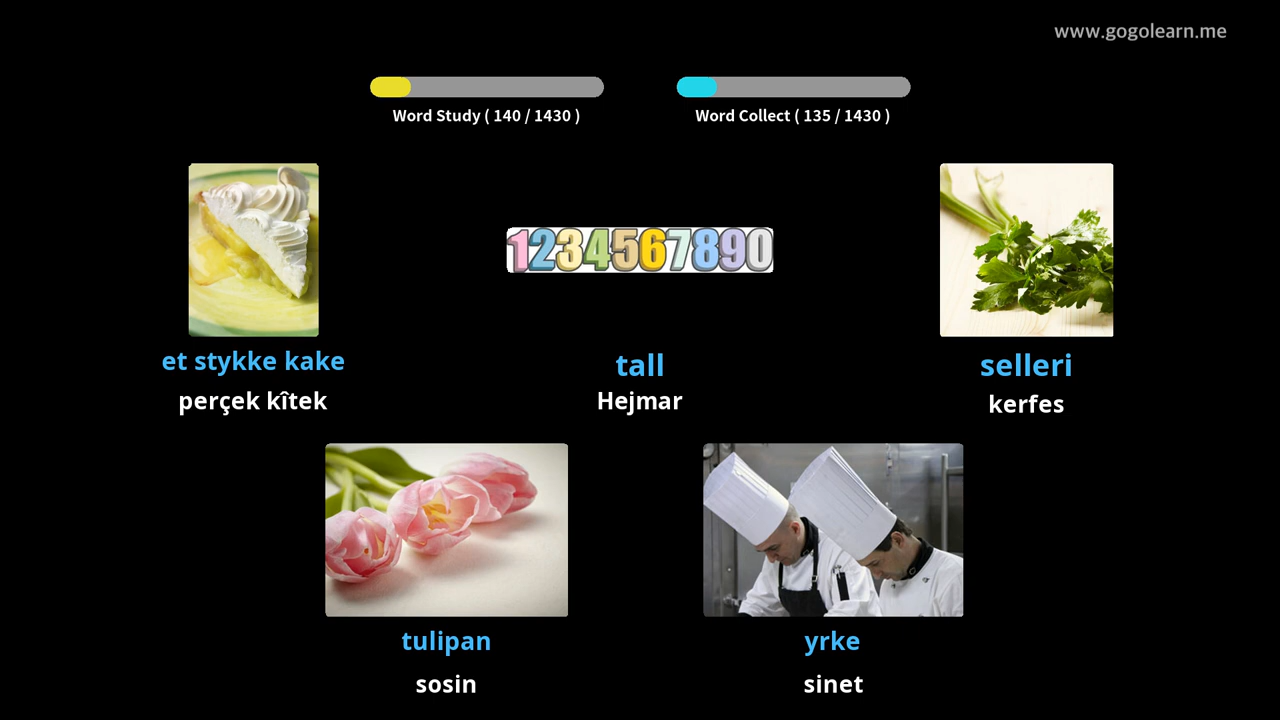 www.gogolearn.me
Word Study ( 140 / 1430 )
Word Collect ( 135 / 1430 )
1234567890
et stykke kake
perçek kîtek
tall
Hejmar
selleri
kerfes
tulipan
sosin
yrke
sinet